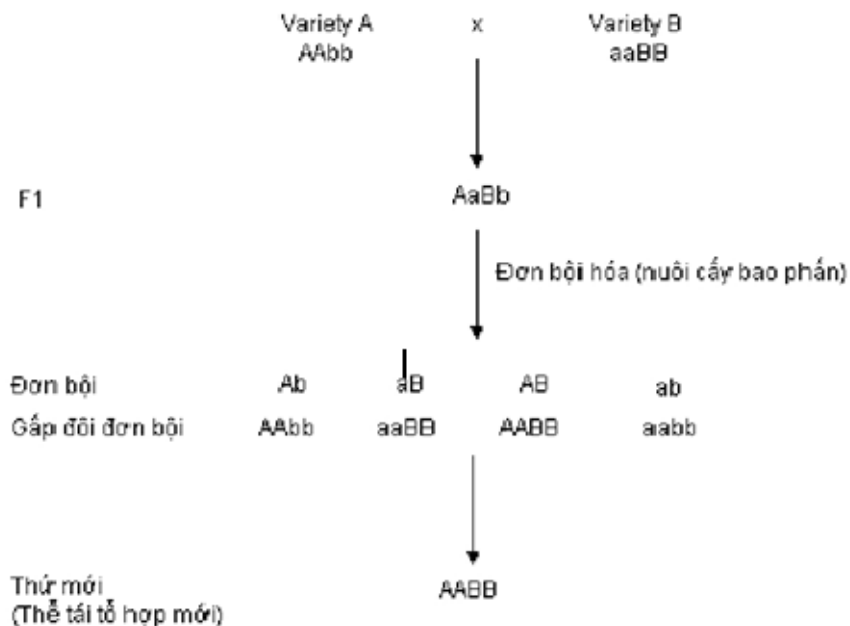 Variety A x Variety B
AAbb aaBB
F1 AaBb
Đơn bội hóa (nuôi cấy bao phấn)
Đơn bội Ab aB AB ab
Gấp đôi đơn bội AAbb aaBB AABB aabb
Thứ mới AABB
(Thể tái tổ hợp mới)